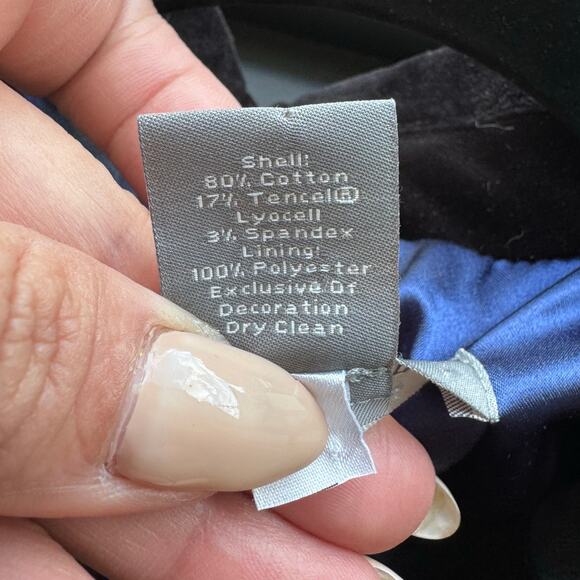 Shell:
80% Cotton
17% Tencel®
Lyocell
3% Spandex
Lining:
100% Polyester
Exclusive Of
Decoration
Dry Clean